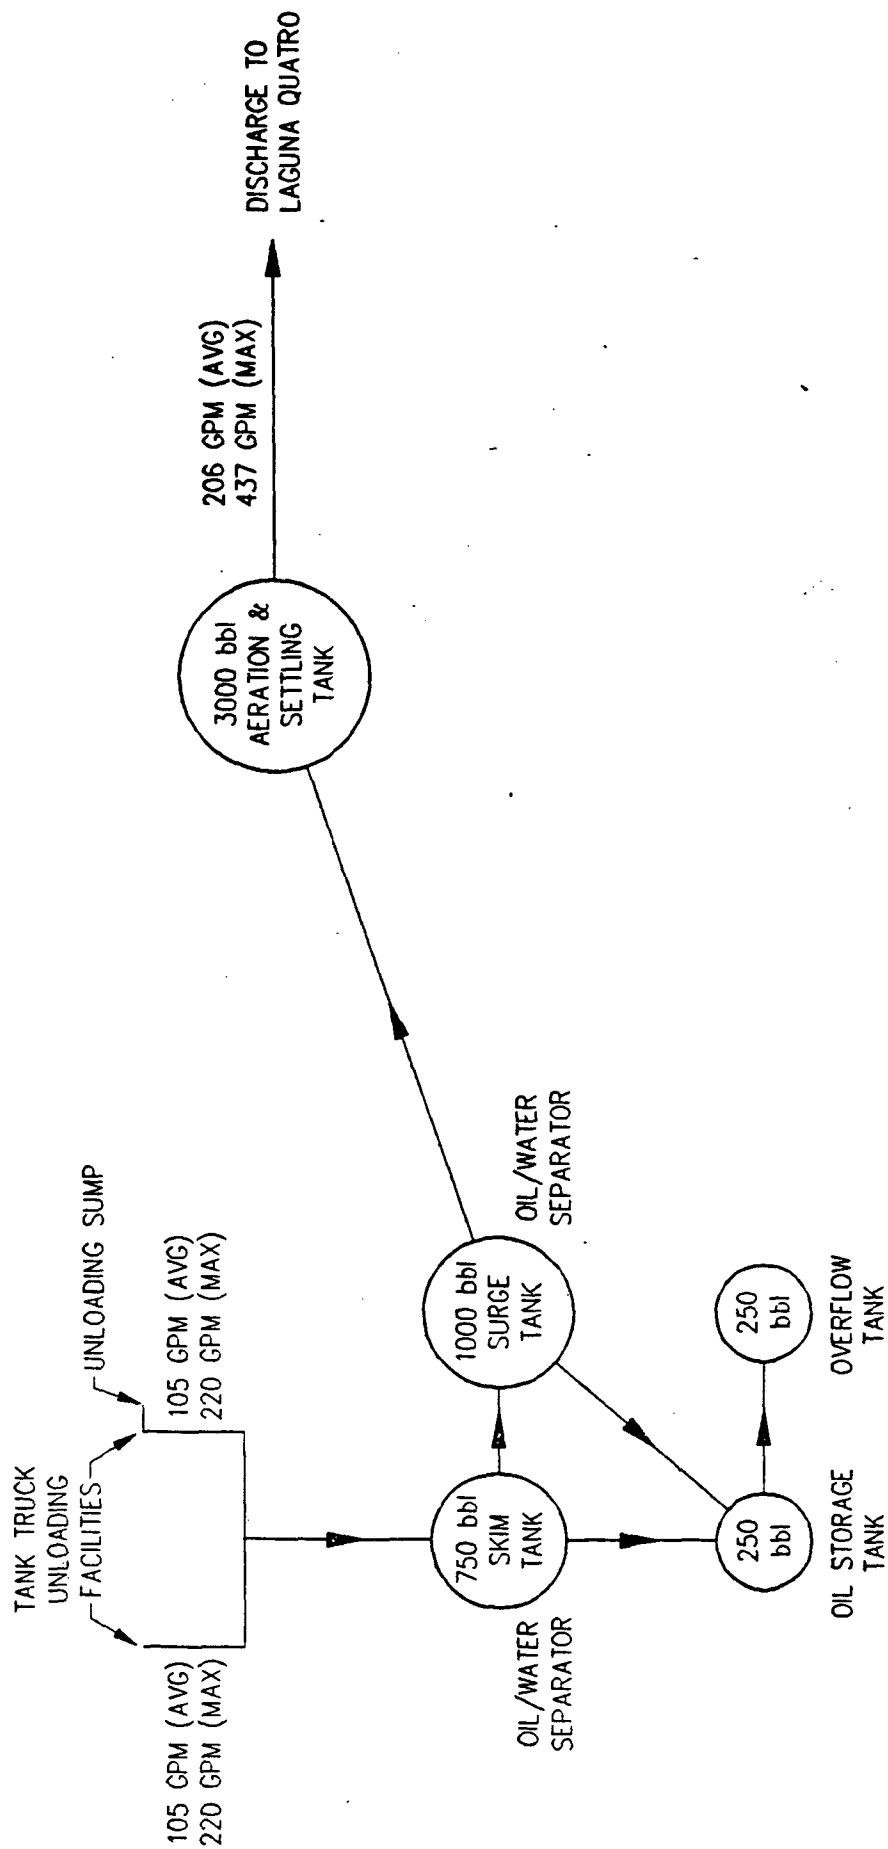 TANK TRUCK
UNLOADING
FACILITIES
UNLOADING SUMP
105 GPM (AVG)
220 GPM (MAX)
105 GPM (AVG)
220 GPM (MAX)
750 bbl
SKIM
TANK
OIL/WATER
SEPARATOR
1000 bbl
SURGE
TANK
OIL/WATER
SEPARATOR
250
bbl
OIL STORAGE
TANK
250
bbl
OVERFLOW
TANK
3000 bbl
AERATION &
SETTLING
TANK
206 GPM (AVG)
437 GPM (MAX)
DISCHARGE TO
LAGUNA QUATRO